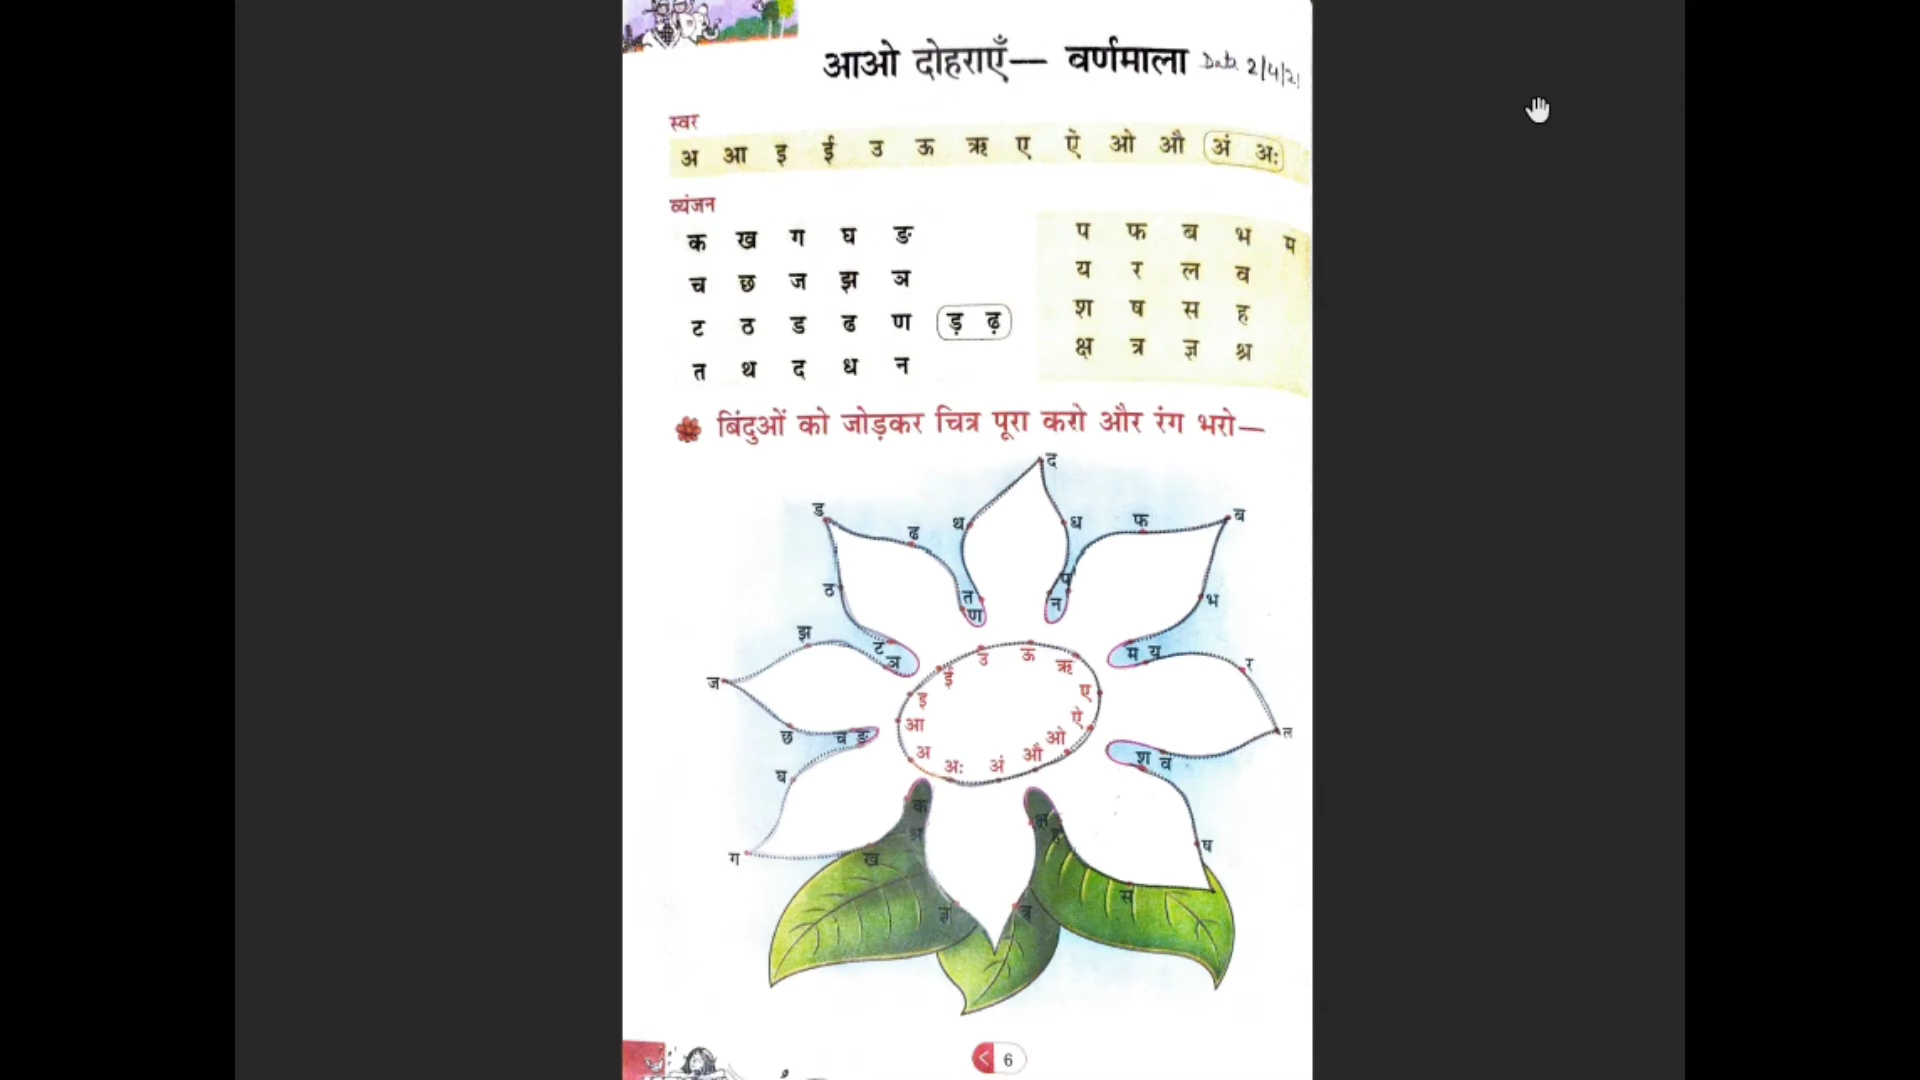 आओ दोहराएँ— वर्णमाला Date 2/4/21
स्वर
अ आ इ ई उ ऊ ऋ ए ऐ ओ औ अं अः
व्यंजन
क ख ग घ ङ
च छ ज झ ञ
ट ठ ड ढ ण ड़ ढ़
त थ द ध न
प फ ब भ म
य र ल व
श ष स ह
क्ष त्र ज्ञ श्र
बिंदुओं को जोड़कर चित्र पूरा करो और रंग भरो—
द
ड ढ थ ध फ ब
ठ त ण न प भ
झ ट ञ म य र
ज
छ च ङ श व ल
उ ऊ ऋ
ई इ ए
आ ऐ
अ ओ
अः अं औ
घ क क्ष ह ष
ग ख श्र स
ज्ञ त्र
6